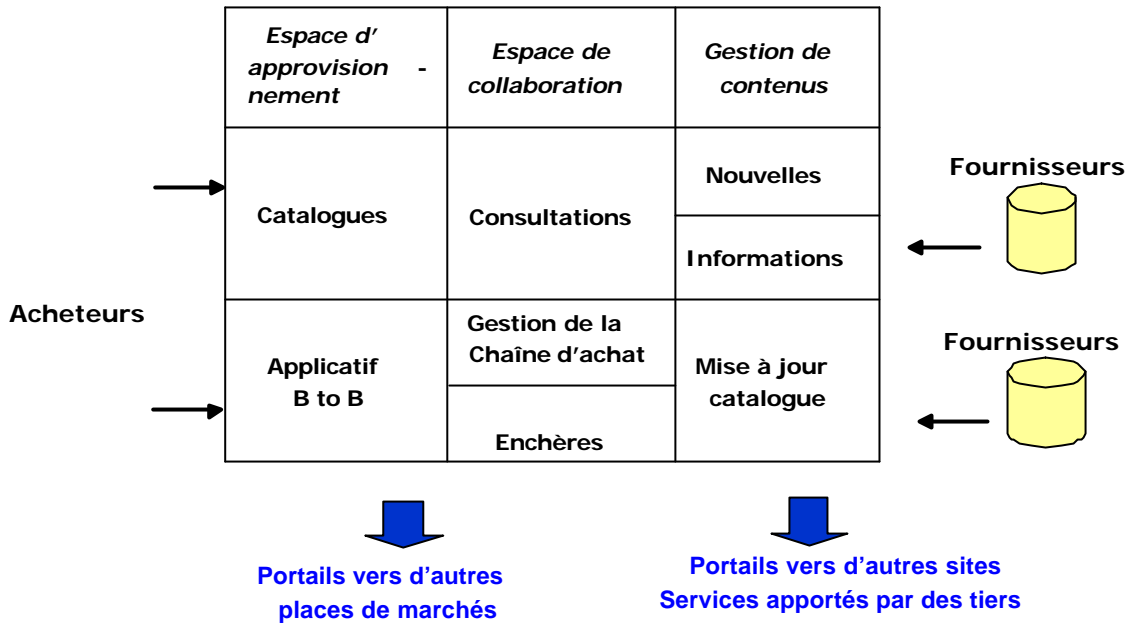 Espace d'
approvision -
nement
Espace de
collaboration
Gestion de
contenus
Catalogues
Consultations
Nouvelles
Informations
Fournisseurs
Acheteurs
Applicatif
B to B
Gestion de la
Chaîne d'achat
Enchères
Mise à jour
catalogue
Fournisseurs
Portails vers d'autres
places de marchés
Portails vers d'autres sites
Services apportés par des tiers